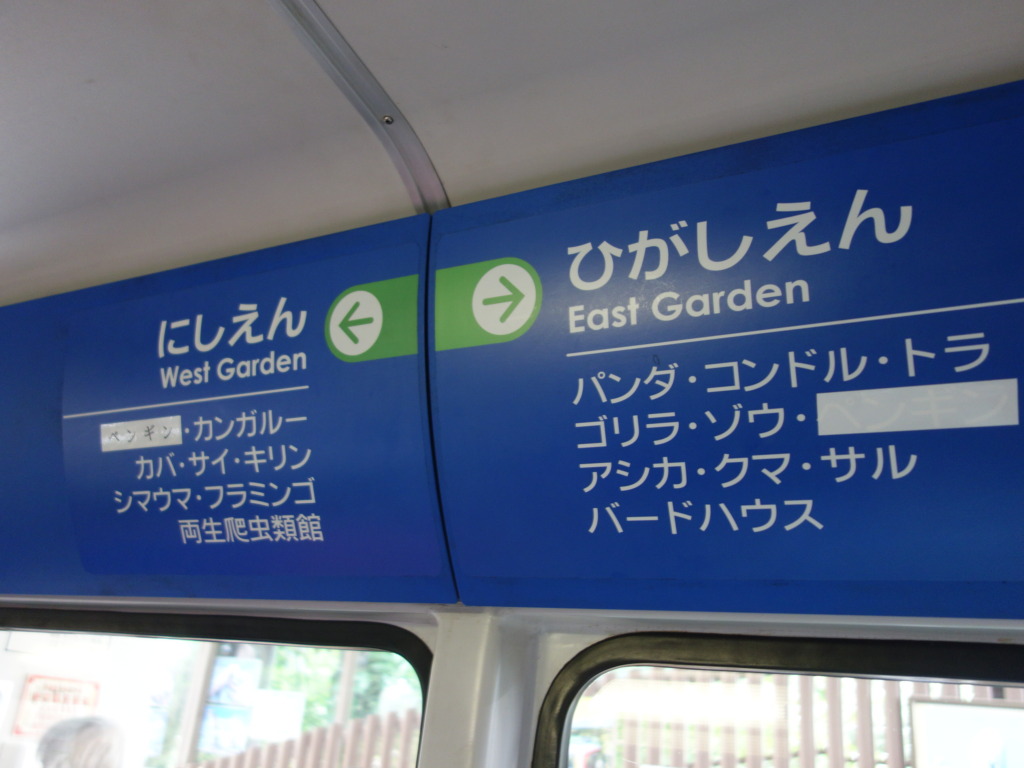 にしえん
West Garden
ペンギン・カンガルー
カバ・サイ・キリン
シマウマ・フラミンゴ
両生爬虫類館
ひがしえん
East Garden
パンダ・コンドル・トラ
ゴリラ・ゾウ・ペンギン
アシカ・クマ・サル
バードハウス